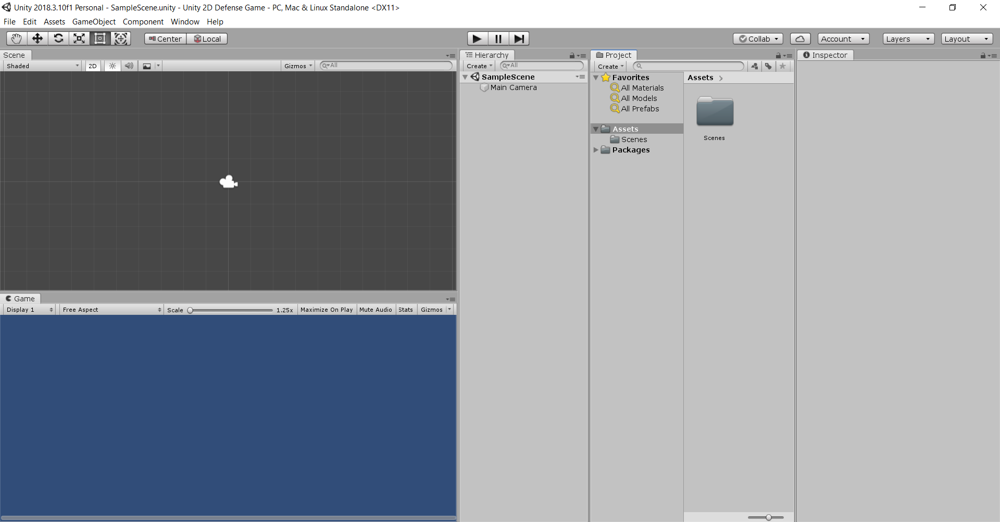 Unity 2018.3.10f1 Personal - SampleScene.unity - Unity 2D Defense Game - PC, Mac & Linux Standalone <DX11>
File Edit Assets GameObject Component Window Help
Center Local Collab Account Layers Layout
Scene
Shaded 2D Gizmos All
Hierarchy
Create All
SampleScene
Main Camera
Project
Create
Favorites
All Materials
All Models
All Prefabs
Assets
Scenes
Packages
Assets
Scenes
Inspector
Game
Display 1 Free Aspect Scale 1.25x Maximize On Play Mute Audio Stats Gizmos